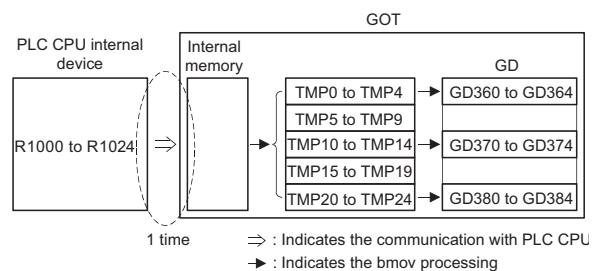 GOT
PLC CPU internal
device
Internal
memory
GD
R1000 to R1024
TMP0 to TMP4
GD360 to GD364
TMP5 to TMP9
TMP10 to TMP14
GD370 to GD374
TMP15 to TMP19
TMP20 to TMP24
GD380 to GD384
1 time
⇒ : Indicates the communication with PLC CPU
→ : Indicates the bmov processing